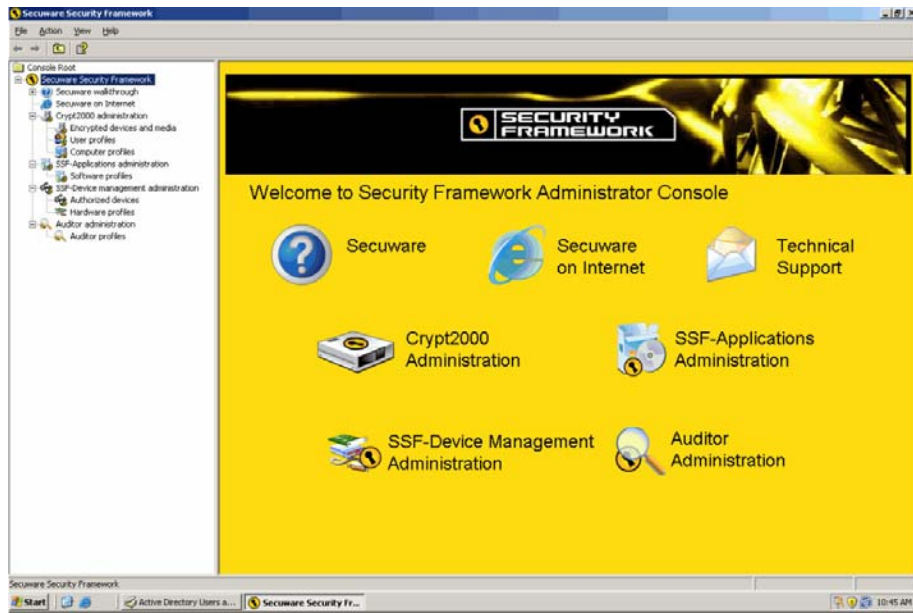 Secuware Security Framework
File Action View Help
Console Root
Secuware Security Framework
Secuware walkthrough
Secuware on Internet
Crypt2000 administration
Encrypted devices and media
User profiles
Computer profiles
SSF-Applications administration
Software profiles
SSF-Device management administration
Authorized devices
Hardware profiles
Auditor administration
Auditor profiles
SECURITY
FRAMEWORK
Welcome to Security Framework Administrator Console
Secuware
Secuware
on Internet
Technical
Support
Crypt2000
Administration
SSF-Applications
Administration
SSF-Device Management
Administration
Auditor
Administration
Secuware Security Framework
Start
Active Directory Users a...
Secuware Security Fr...
10:45 AM